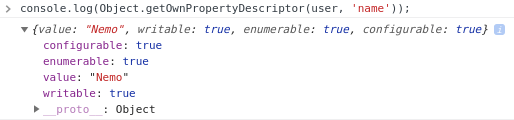 console.log(Object.getOwnPropertyDescriptor(user, 'name'));
{value: "Nemo", writable: true, enumerable: true, configurable: true} i
configurable: true
enumerable: true
value: "Nemo"
writable: true
__proto__: Object